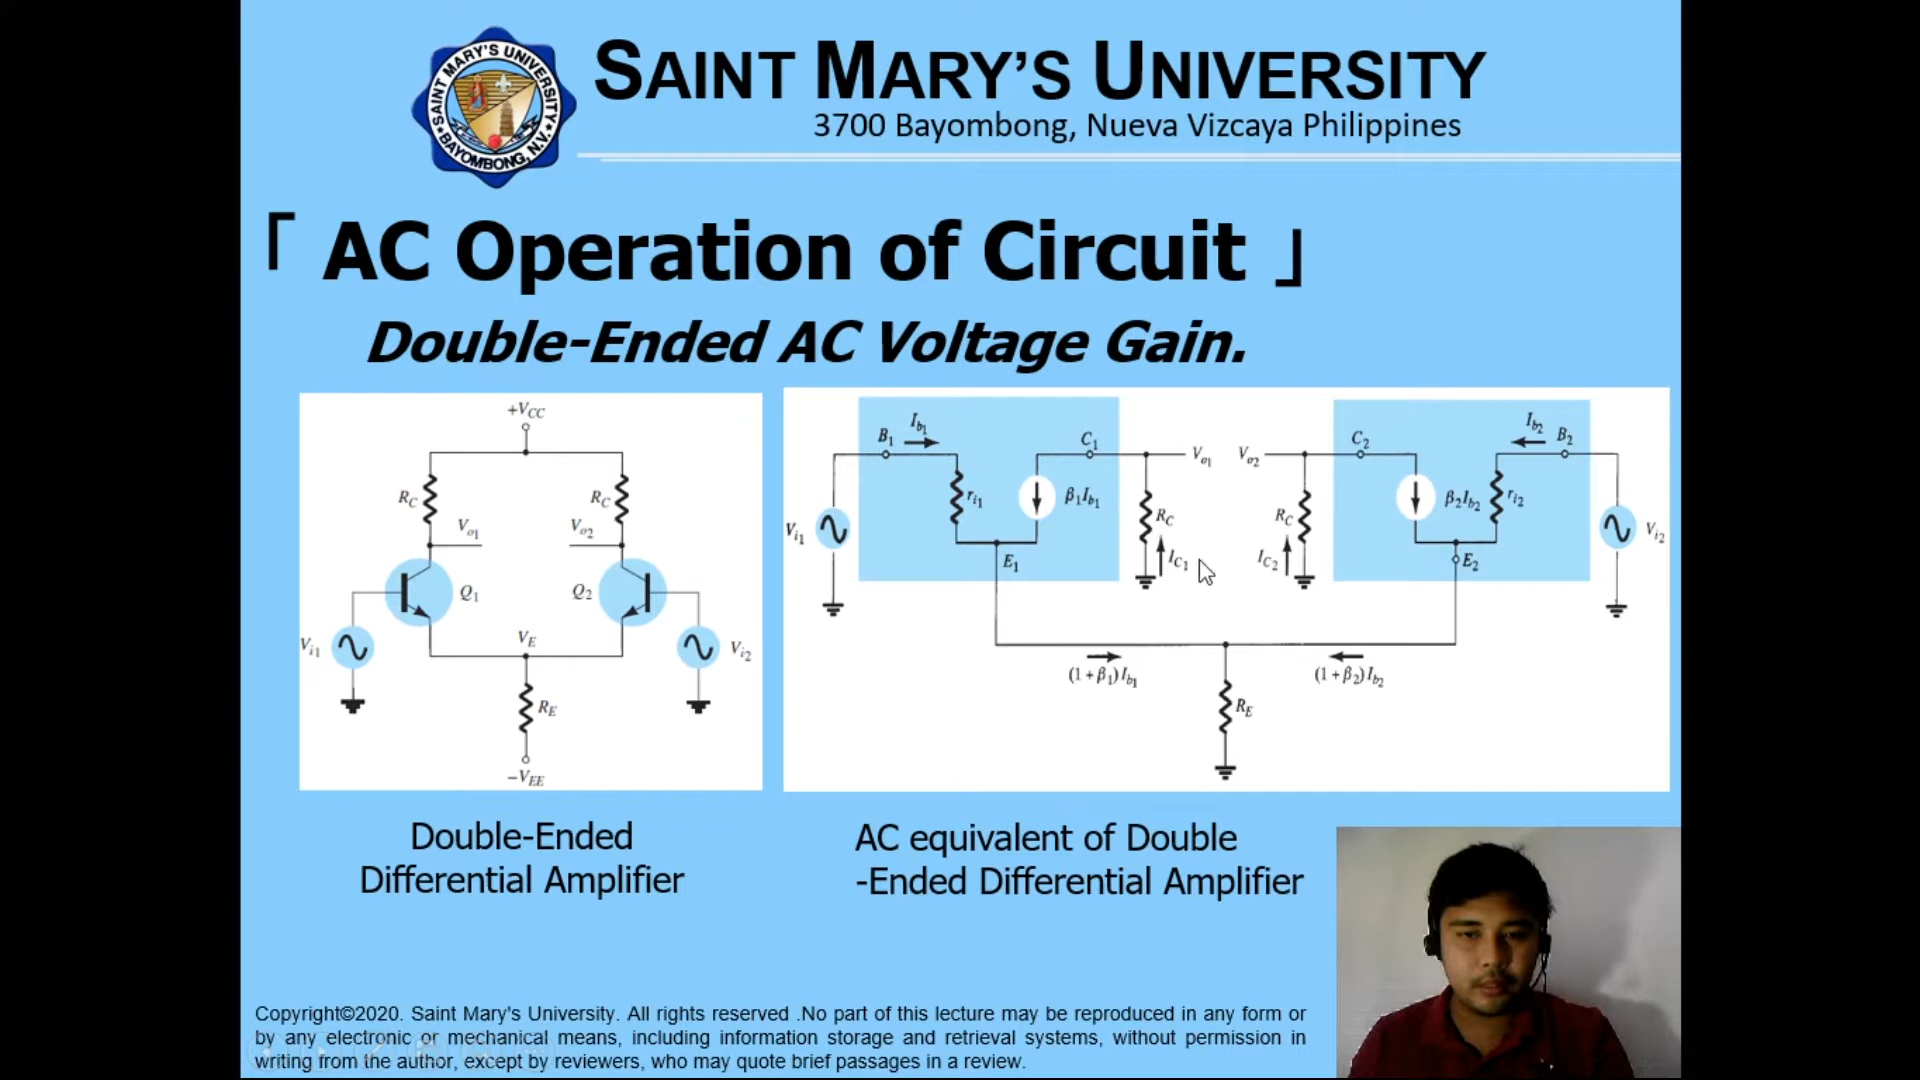 SAINT MARY'S UNIVERSITY
3700 Bayombong, Nueva Vizcaya Philippines
SAINT MARY'S UNIVERSITY
BAYOMBONG, N.V.
「 AC Operation of Circuit 」
Double-Ended AC Voltage Gain.
+VCC
RC RC
Vo1 Vo2
Q1 Q2
Vi1 VE Vi2
RE
−VEE
B1 Ib1 C1 Vo1 Vo2 C2 Ib2 B2
Vi1 ri1 β1Ib1 RC RC β2Ib2 ri2 Vi2
E1 IC1 IC2 E2
(1+β1)Ib1 (1+β2)Ib2
RE
Double-Ended
Differential Amplifier
AC equivalent of Double
-Ended Differential Amplifier
Copyright©2020. Saint Mary's University. All rights reserved .No part of this lecture may be reproduced in any form or
by any electronic or mechanical means, including information storage and retrieval systems, without permission in
writing from the author, except by reviewers, who may quote brief passages in a review.